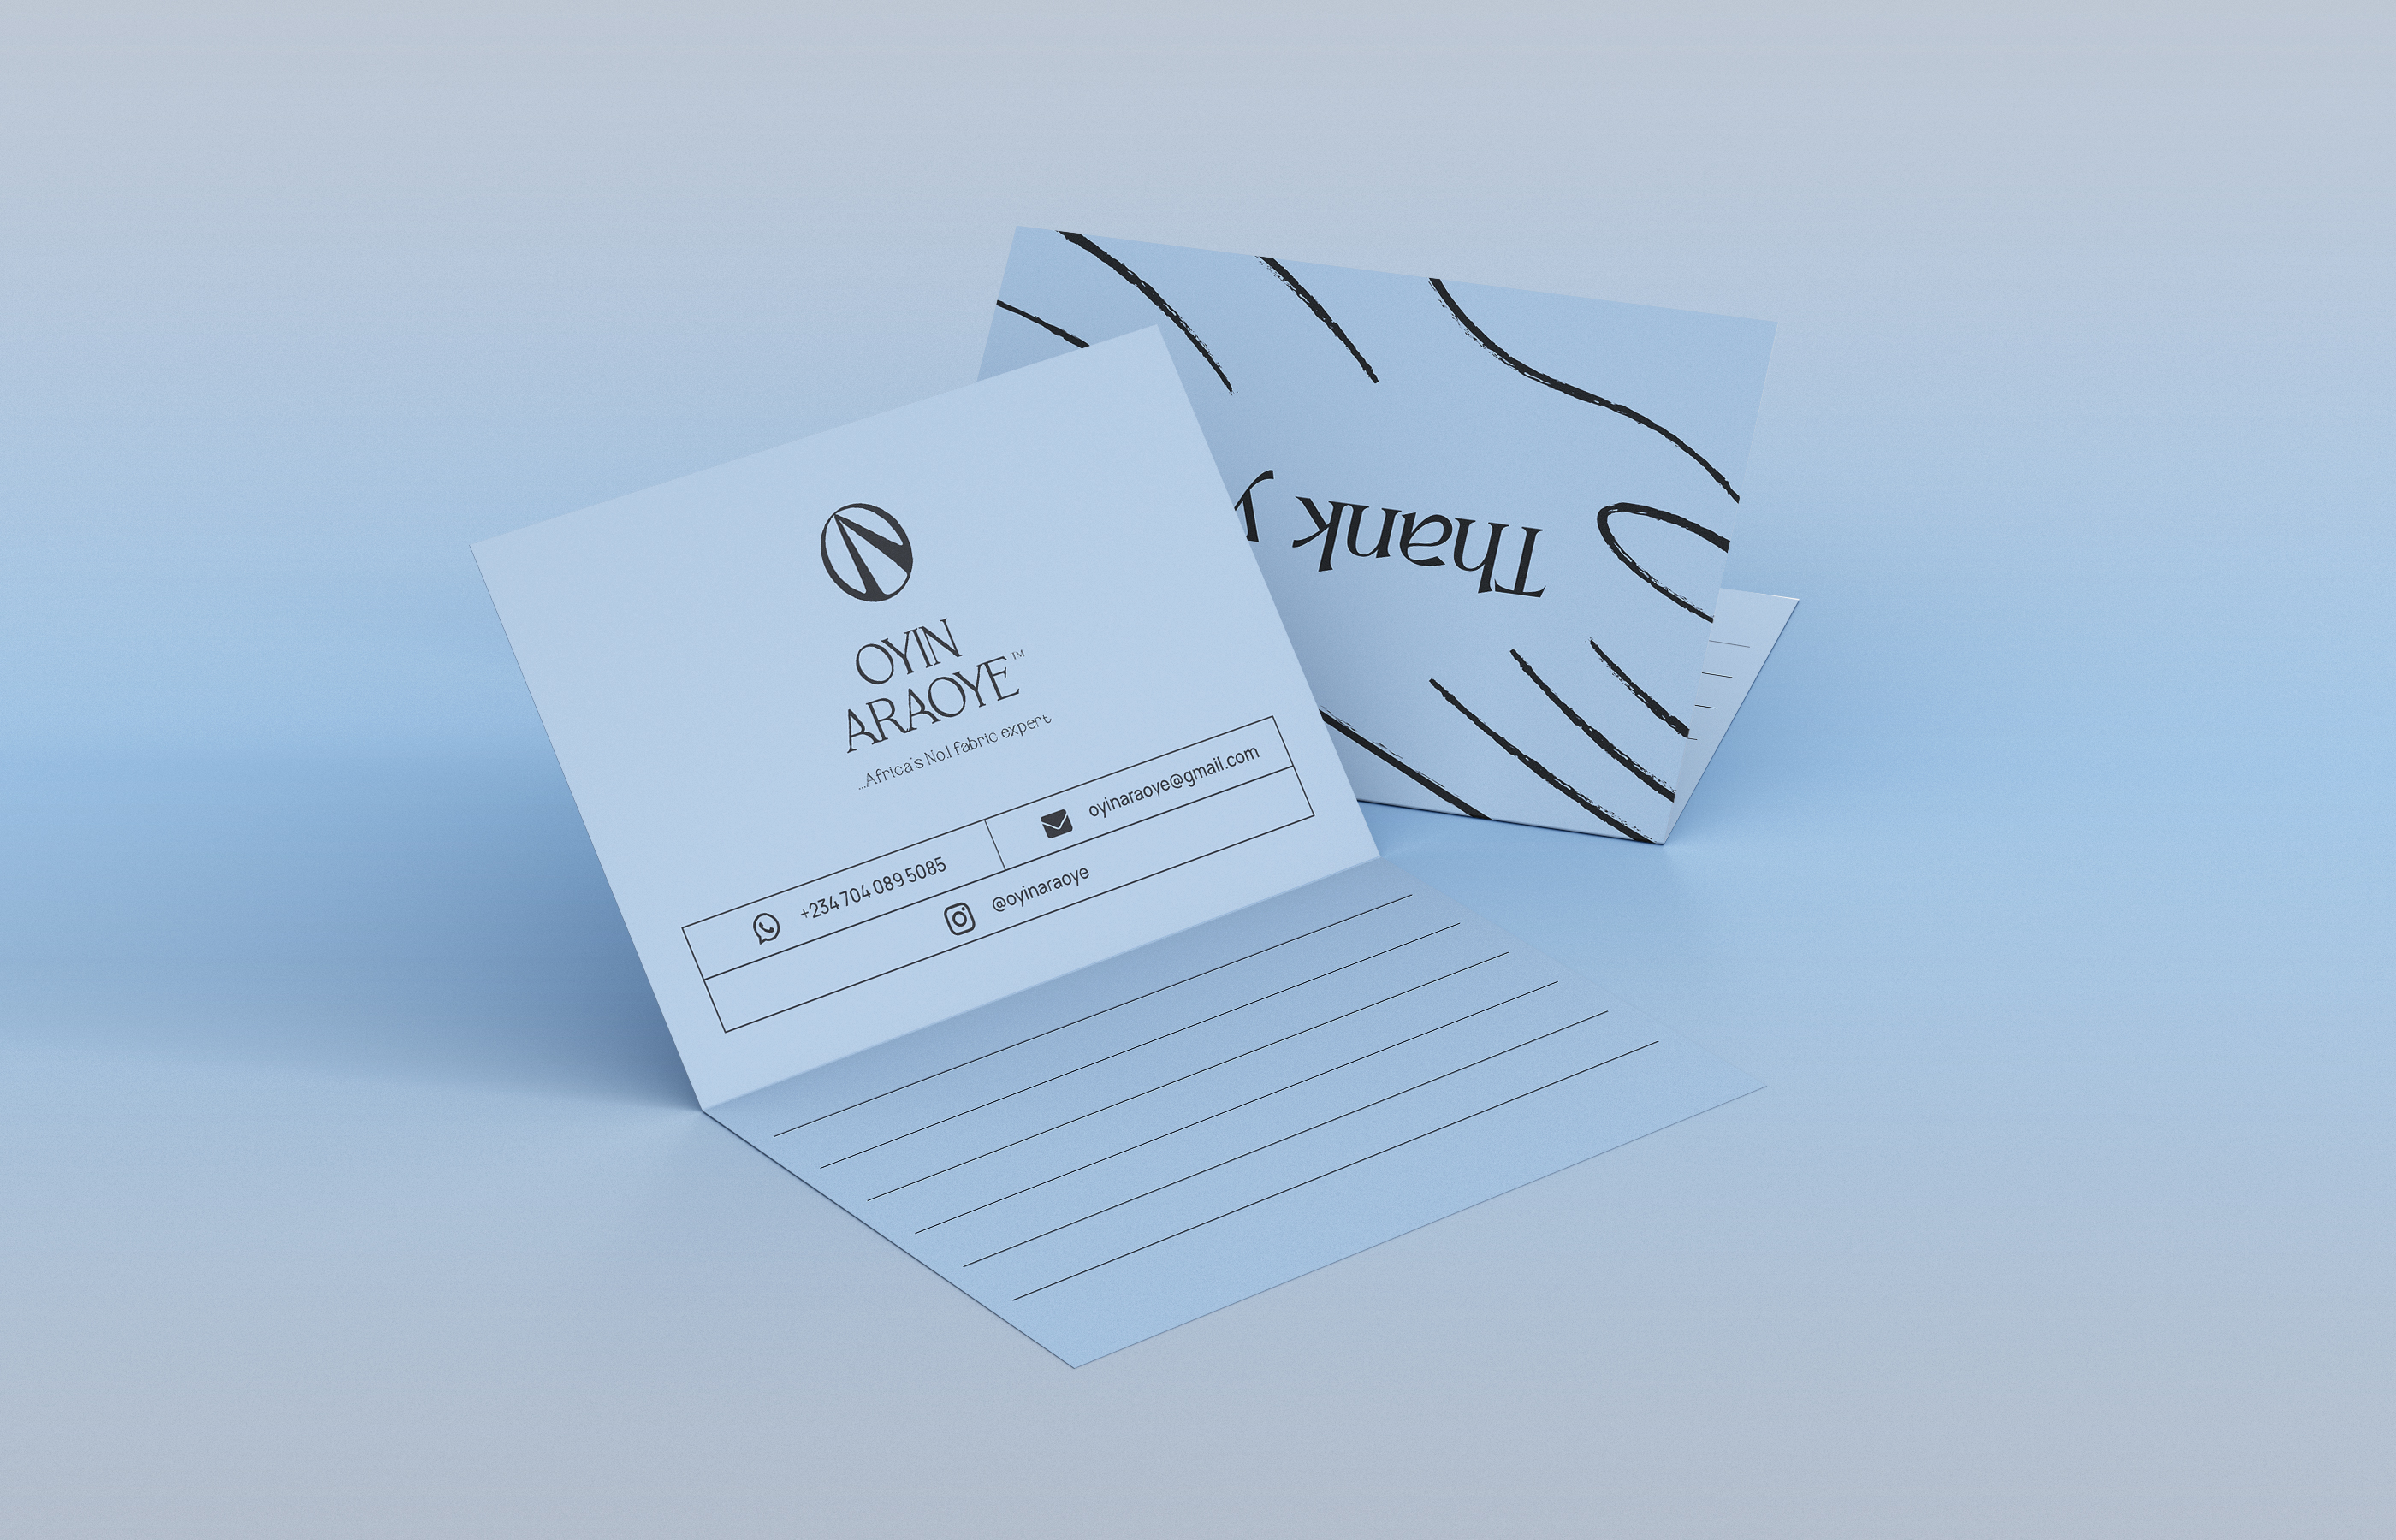 OYIN
ARAOYE™
...Africa's No.1 fabric expert
+234 704 089 5085
oyinaraoye@gmail.com
@oyinaraoye
Thank Y